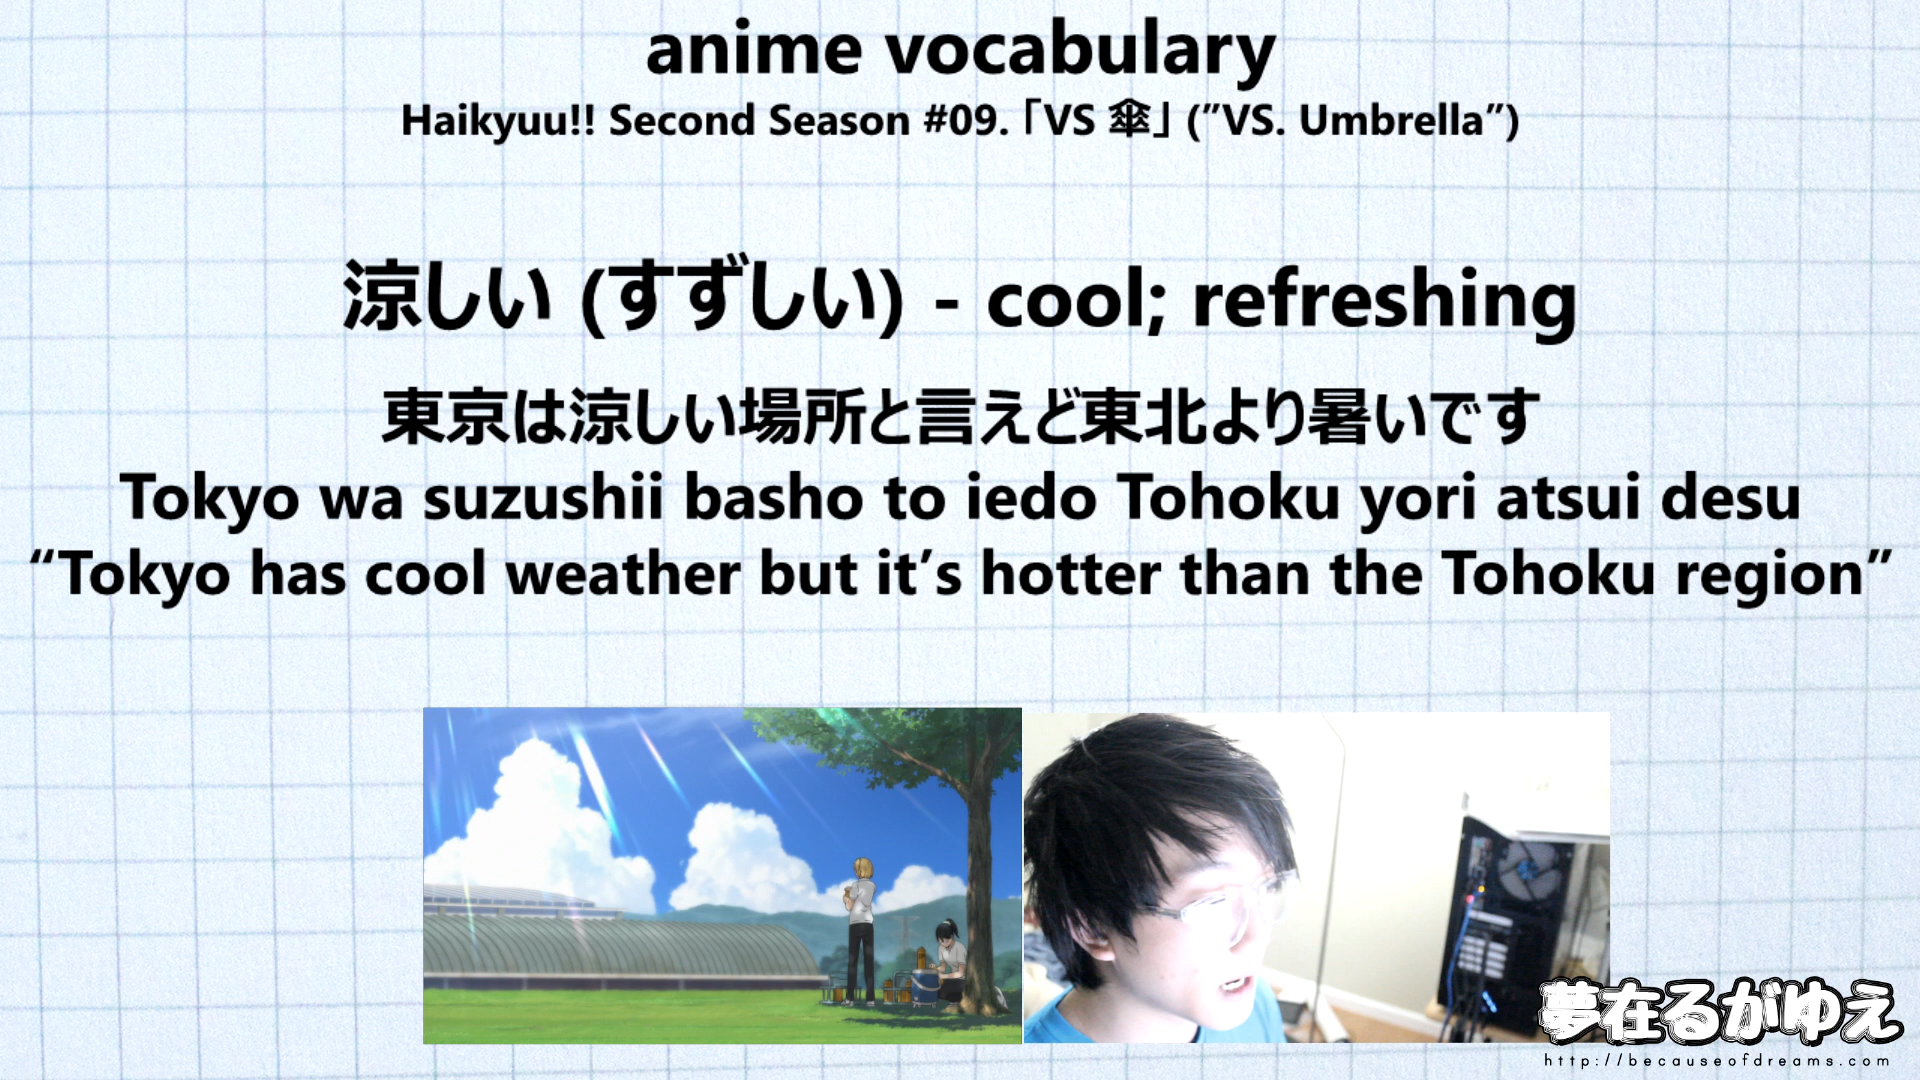 anime vocabulary
Haikyuu!! Second Season #09. 「VS 傘」 (”VS. Umbrella”)
涼しい (すずしい) - cool; refreshing
東京は涼しい場所と言えど東北より暑いです
Tokyo wa suzushii basho to iedo Tohoku yori atsui desu
“Tokyo has cool weather but it’s hotter than the Tohoku region”
夢在るがゆえ
http://becauseofdreams.com